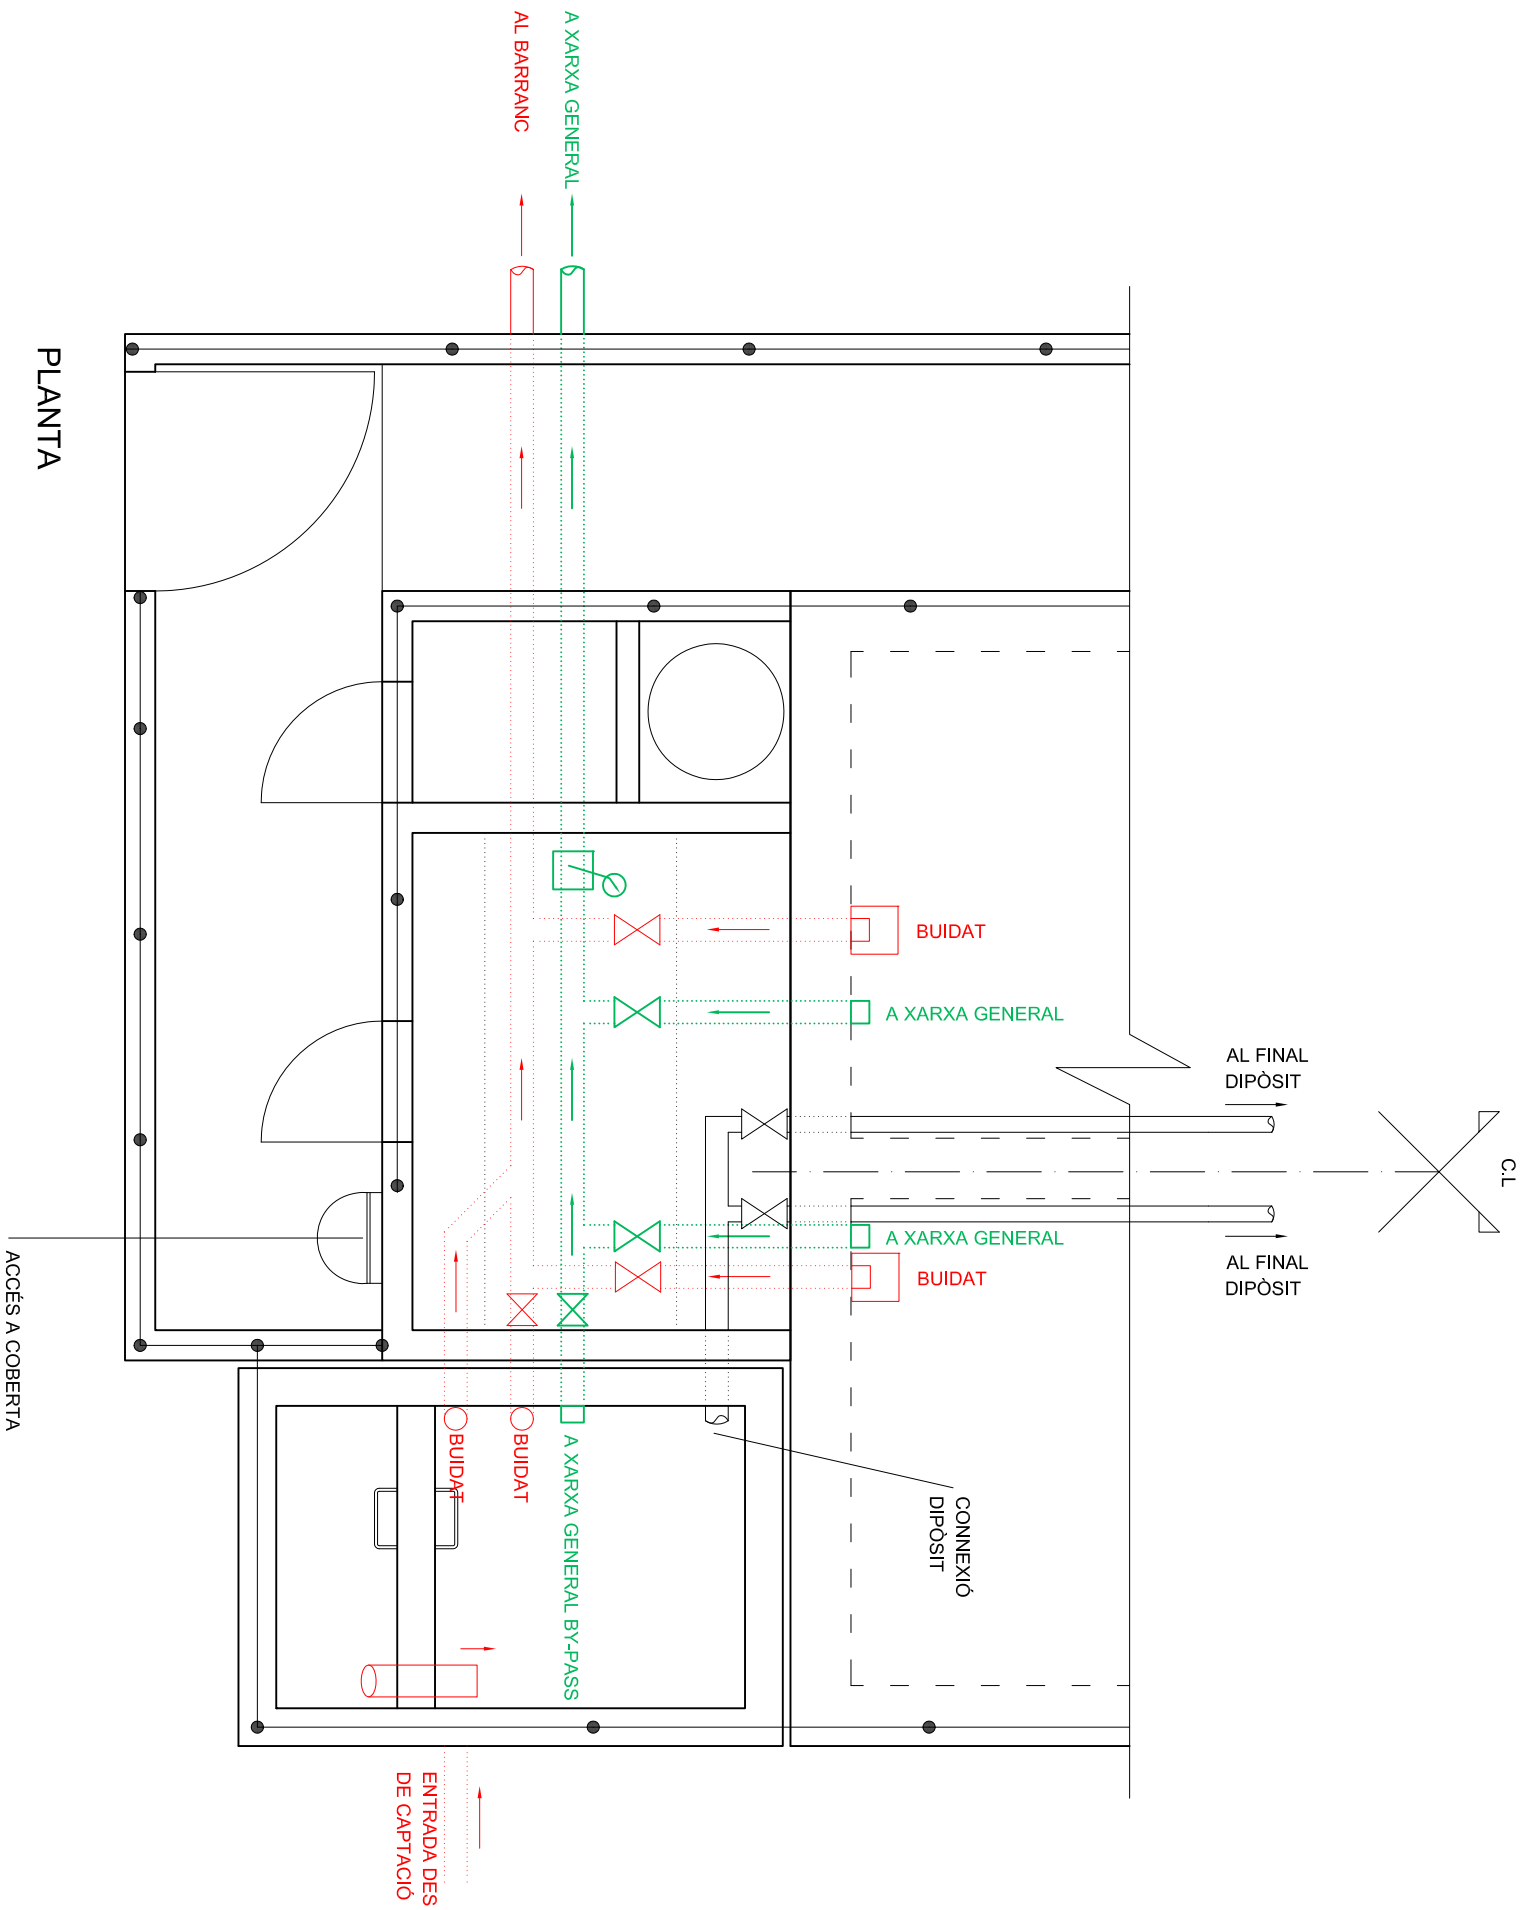 AL BARRANC
A XARXA GENERAL
PLANTA
BUIDAT
A XARXA GENERAL
AL FINAL
DIPÒSIT
C.L
A XARXA GENERAL
BUIDAT
AL FINAL
DIPÒSIT
ACCÉS A COBERTA
BUIDAT
BUIDAT
A XARXA GENERAL BY-PASS
CONNEXIÓ
DIPÒSIT
ENTRADA DES
DE CAPTACIÓ